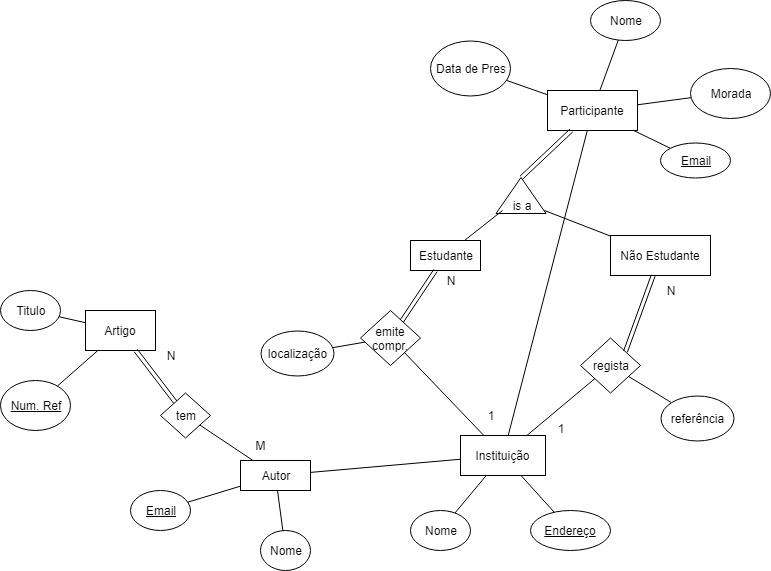 Nome
Data de Pres
Morada
Participante
Email
is a
Estudante
Não Estudante
N
N
Titulo
Artigo
emite
compr
localização
N
regista
Num. Ref
tem
1
referência
1
M
Instituição
Autor
Email
Nome
Endereço
Nome